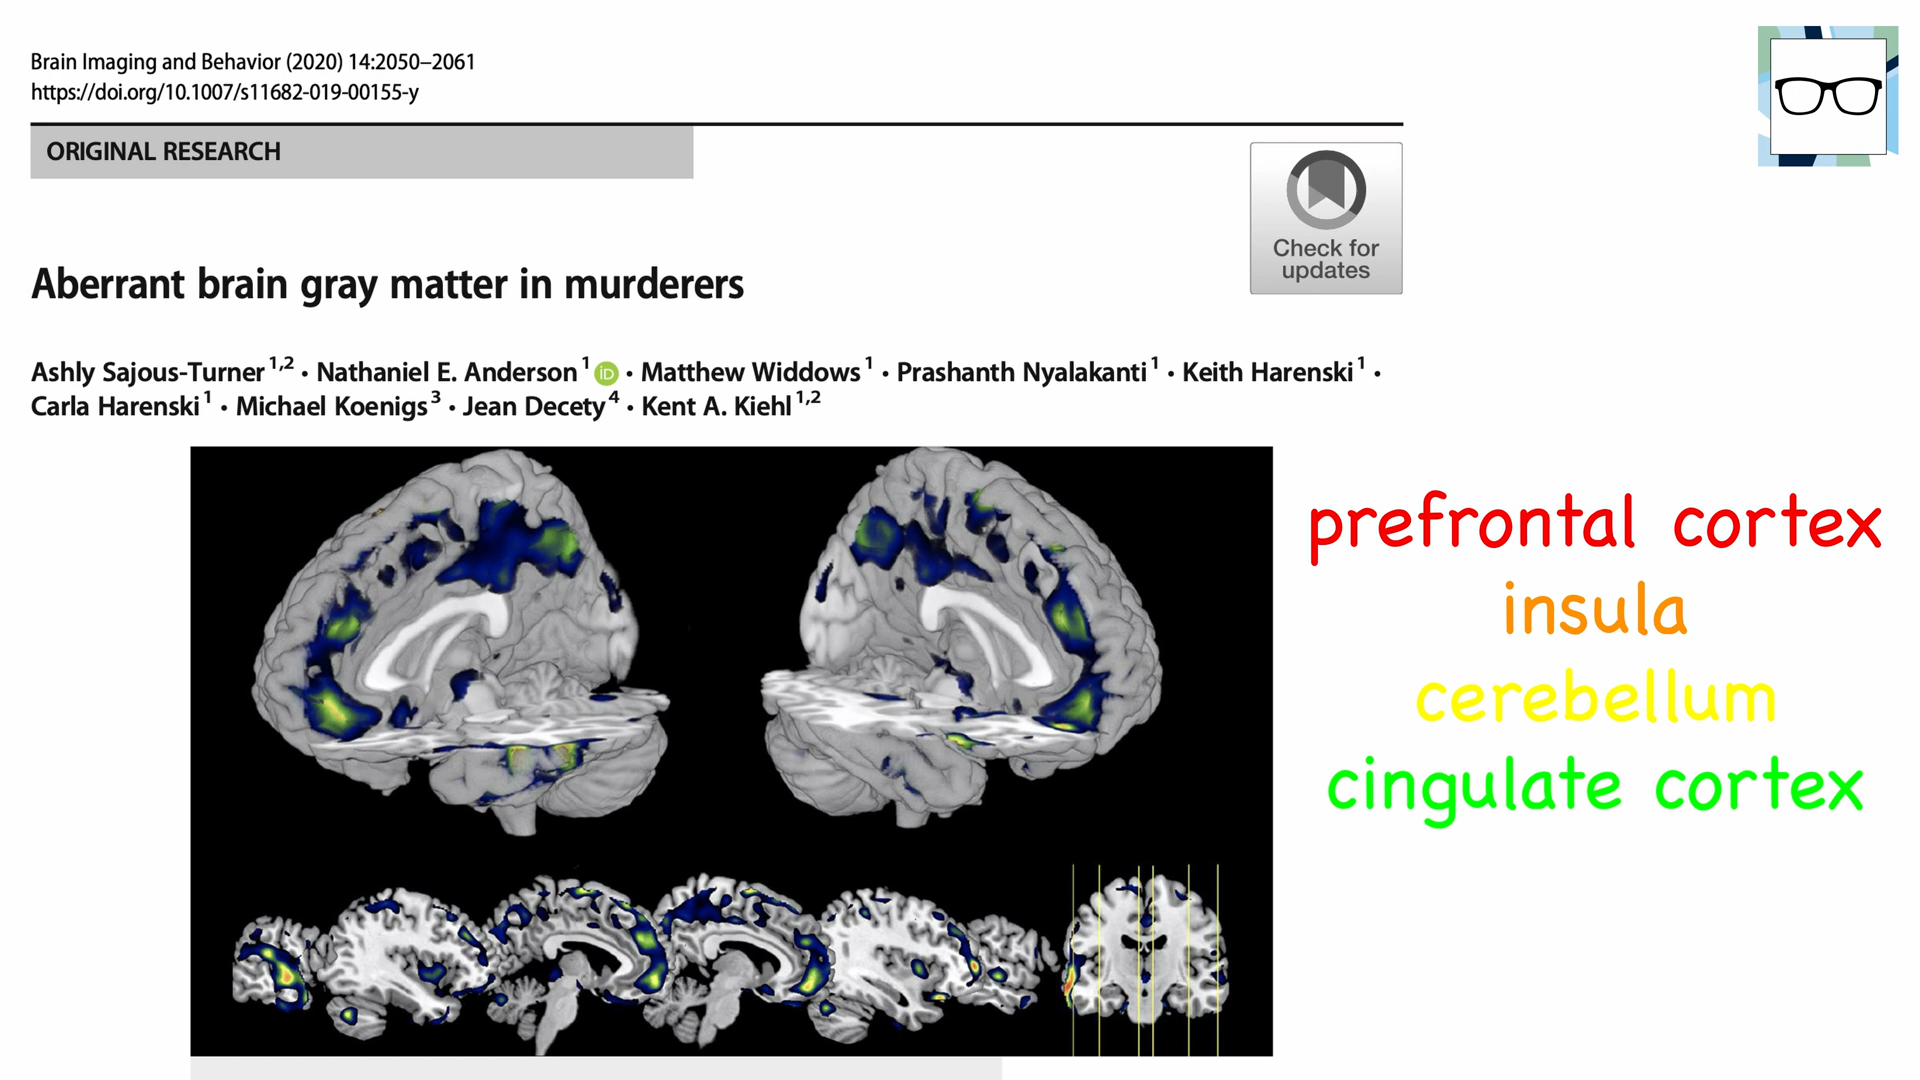 Brain Imaging and Behavior (2020) 14:2050–2061
https://doi.org/10.1007/s11682-019-00155-y
ORIGINAL RESEARCH
Check for
updates
Aberrant brain gray matter in murderers
Ashly Sajous-Turner 1,2 · Nathaniel E. Anderson 1 iD · Matthew Widdows 1 · Prashanth Nyalakanti 1 · Keith Harenski 1 ·
Carla Harenski 1 · Michael Koenigs 3 · Jean Decety 4 · Kent A. Kiehl 1,2
prefrontal cortex
insula
cerebellum
cingulate cortex